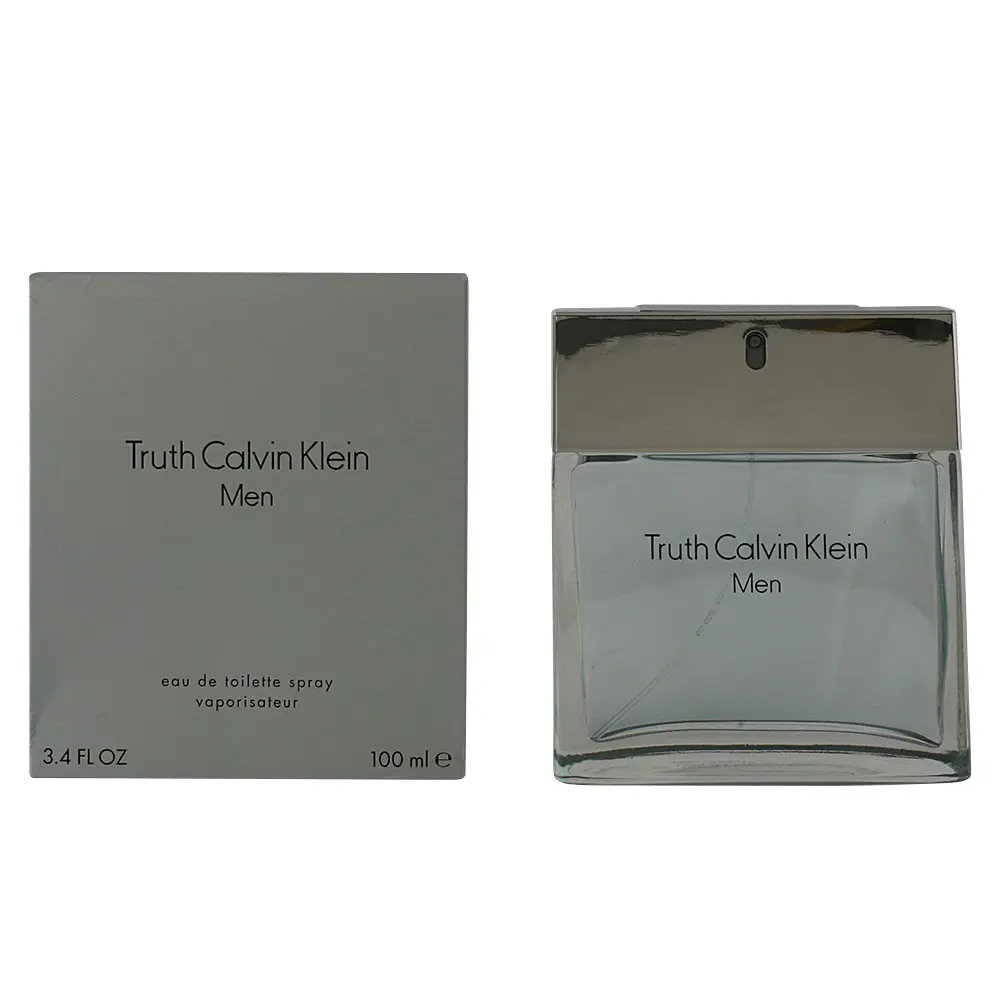 Truth Calvin Klein
Men
eau de toilette spray
vaporisateur
3.4 FL OZ
100 ml ℮
Truth Calvin Klein
Men